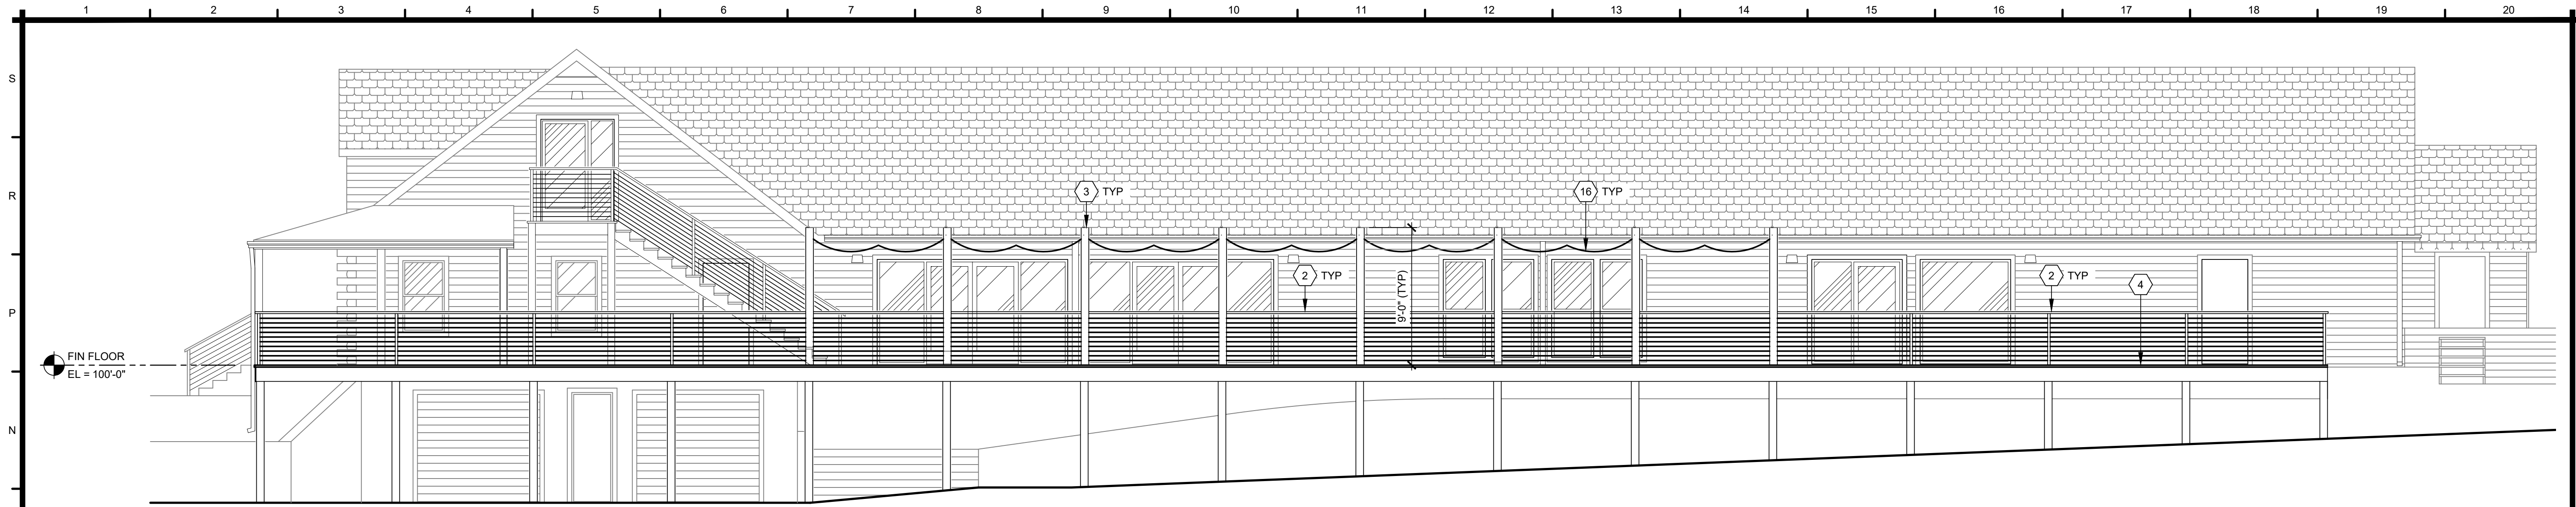 1 2 3 4 5 6 7 8 9 10 11 12 13 14 15 16 17 18 19 20
S
R
3 TYP
16 TYP
2 TYP
2 TYP
4
9'-0" (TYP)
P
FIN FLOOR
EL = 100'-0"
N